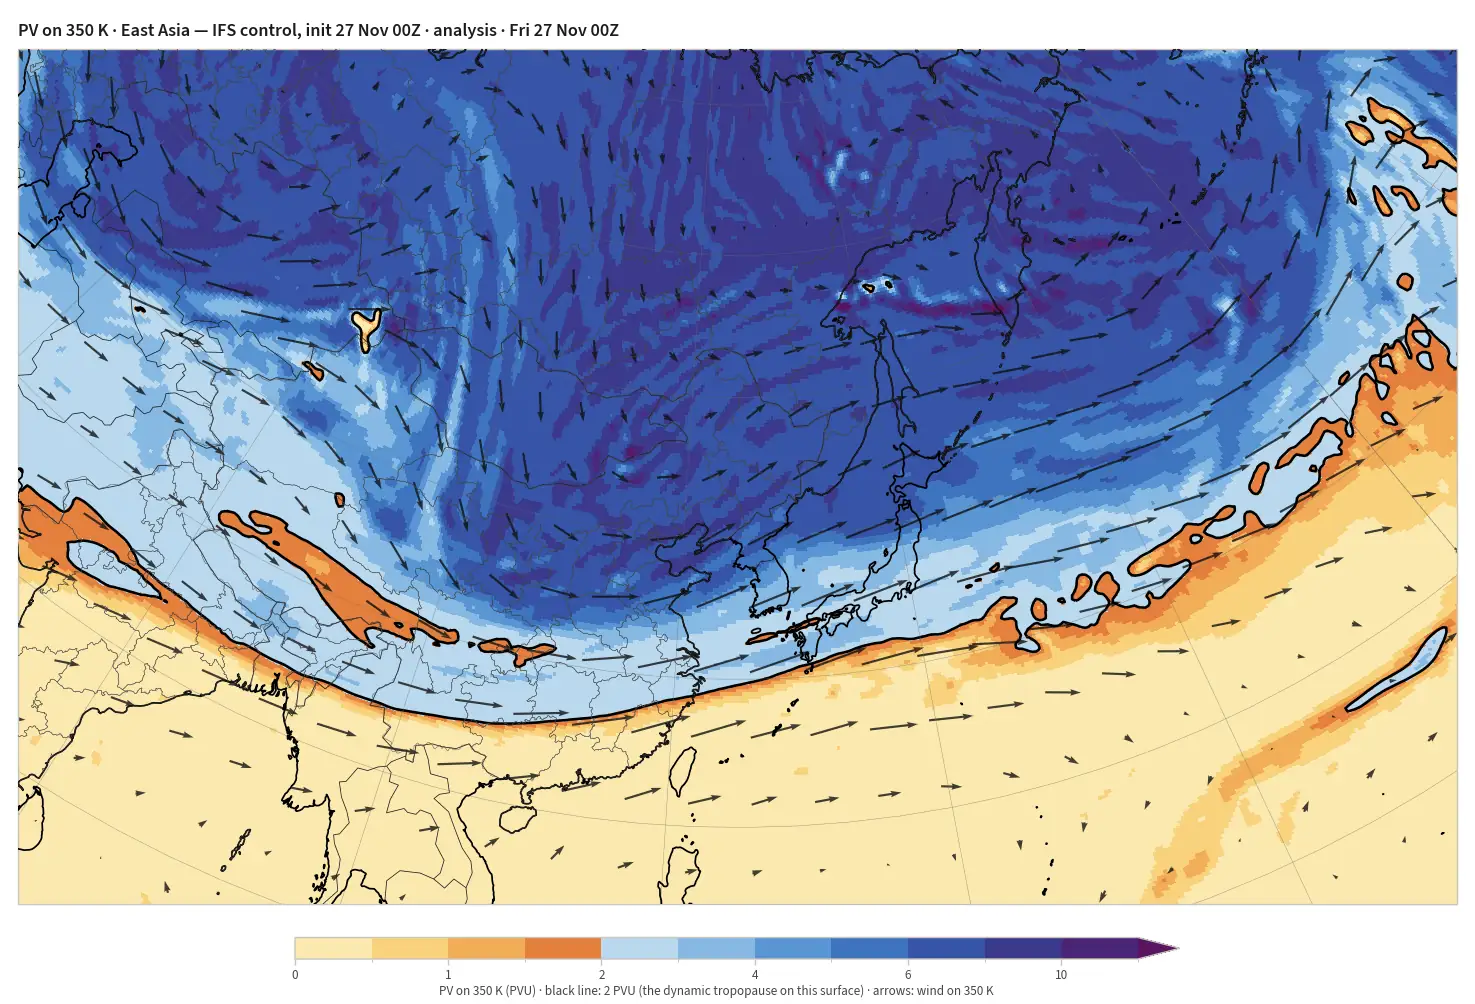 PV on 350 K · East Asia — IFS control, init 27 Nov 00Z · analysis · Fri 27 Nov 00Z
0 1 2 4 6 10
PV on 350 K (PVU) · black line: 2 PVU (the dynamic tropopause on this surface) · arrows: wind on 350 K